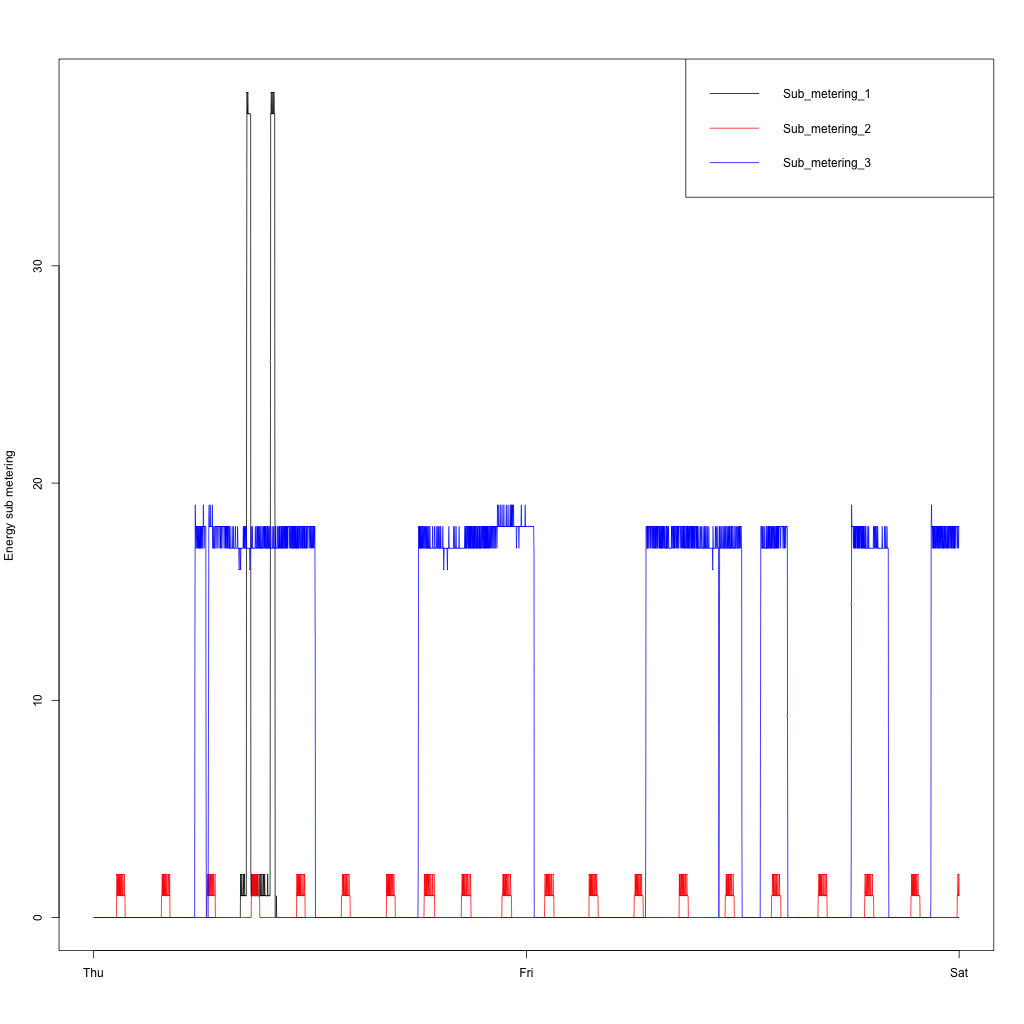 Sub_metering_1
Sub_metering_2
Sub_metering_3
Energy sub metering
30
20
10
0
Thu
Fri
Sat